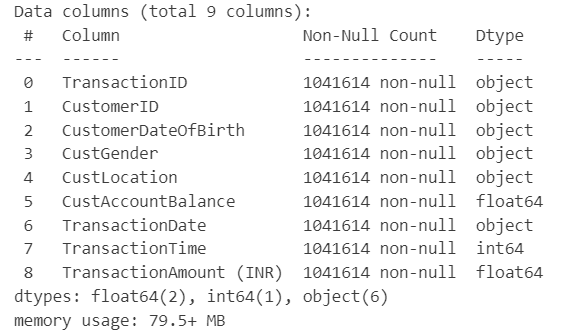 Data columns (total 9 columns):
 #   Column                   Non-Null Count    Dtype
---  ------                   --------------    -----
 0   TransactionID            1041614 non-null  object
 1   CustomerID               1041614 non-null  object
 2   CustomerDateOfBirth      1041614 non-null  object
 3   CustGender               1041614 non-null  object
 4   CustLocation             1041614 non-null  object
 5   CustAccountBalance       1041614 non-null  float64
 6   TransactionDate          1041614 non-null  object
 7   TransactionTime          1041614 non-null  int64
 8   TransactionAmount (INR)  1041614 non-null  float64
dtypes: float64(2), int64(1), object(6)
memory usage: 79.5+ MB